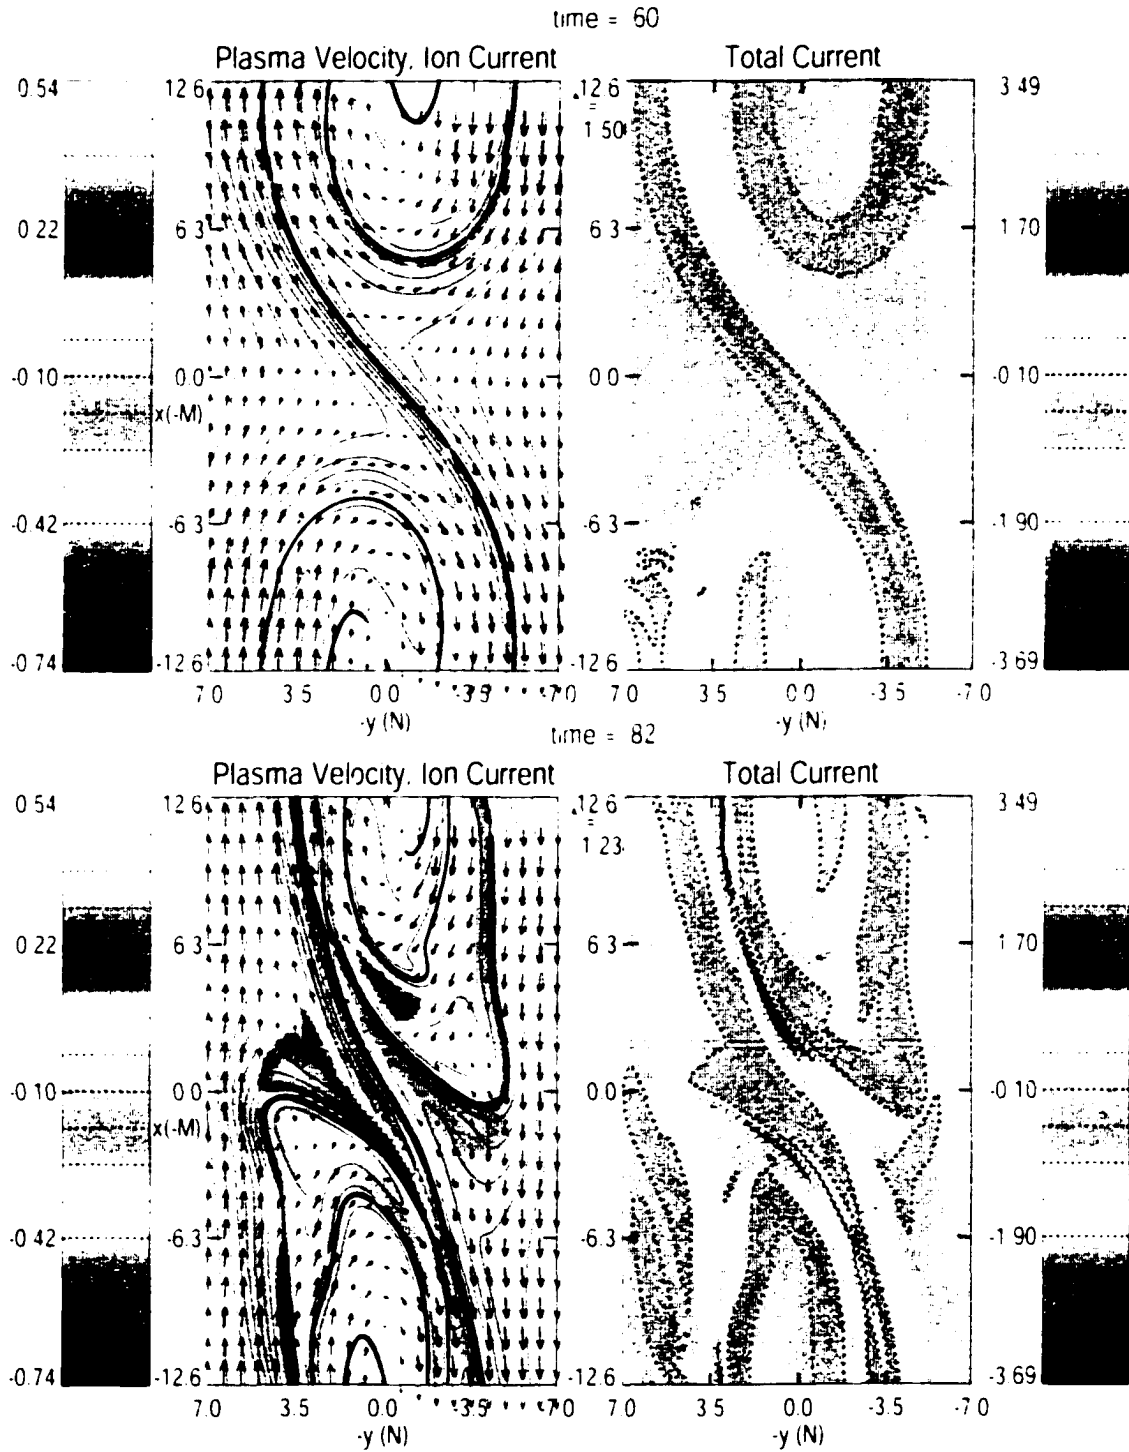 time = 60
Plasma Velocity, Ion Current
Total Current
0.54
0.22
-0.10
-0.42
-0.74
12.6
6.3
0.0
x(-M)
-6.3
-12.6
7.0 3.5 0.0 -3.5 -7.0
-y (N)
12.6
=
1.50
6.3
0.0
-6.3
-12.6
7.0 3.5 0.0 -3.5 -7.0
-y (N)
3.49
1.70
-0.10
-1.90
-3.69
time = 82
Plasma Velocity, Ion Current
Total Current
0.54
0.22
-0.10
-0.42
-0.74
12.6
6.3
0.0
x(-M)
-6.3
-12.6
7.0 3.5 0.0 -3.5 -7.0
-y (N)
12.6
=
1.23
6.3
0.0
-6.3
-12.6
7.0 3.5 0.0 -3.5 -7.0
-y (N)
3.49
1.70
-0.10
-1.90
-3.69